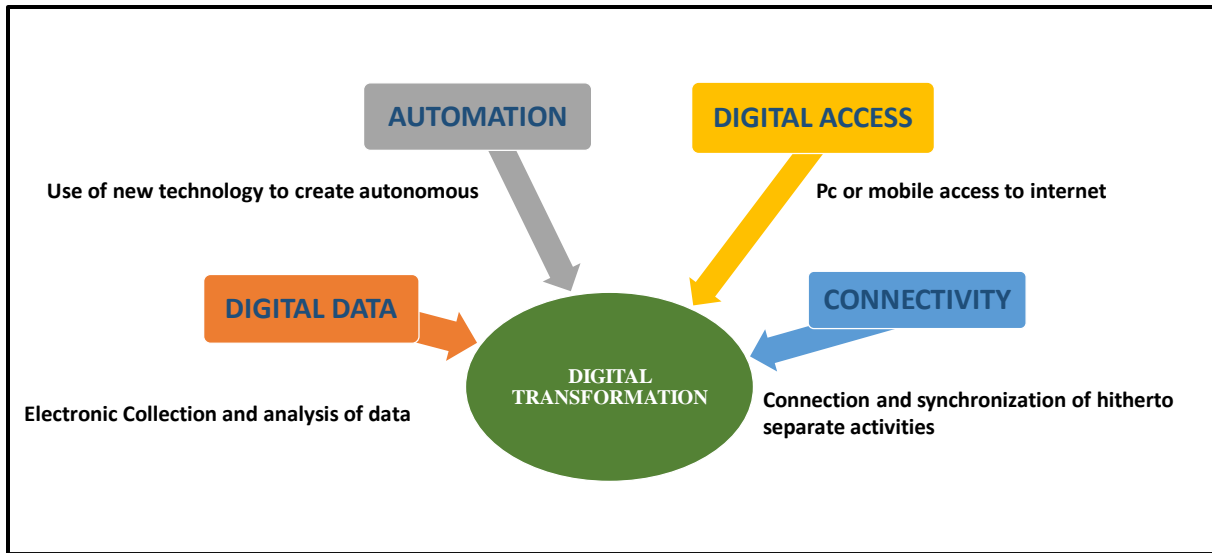 AUTOMATION
DIGITAL ACCESS
Use of new technology to create autonomous
Pc or mobile access to internet
DIGITAL DATA
CONNECTIVITY
DIGITAL
TRANSFORMATION
Electronic Collection and analysis of data
Connection and synchronization of hitherto
separate activities